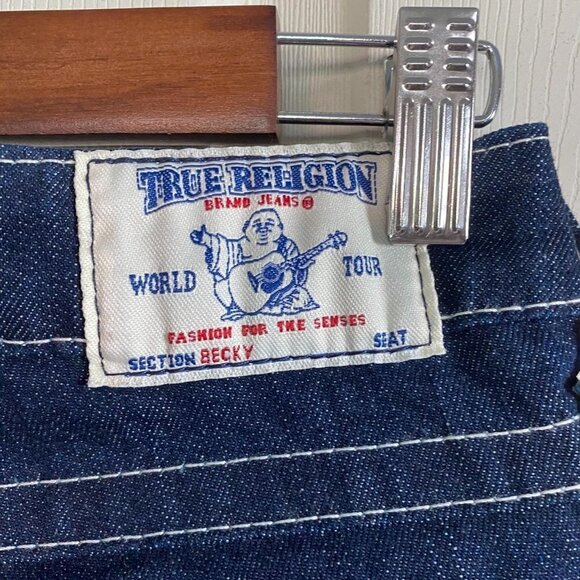 TRUE RELIGION
BRAND JEANS ®
WORLD TOUR
FASHION FOR THE SENSES
SECTION BECKY SEAT